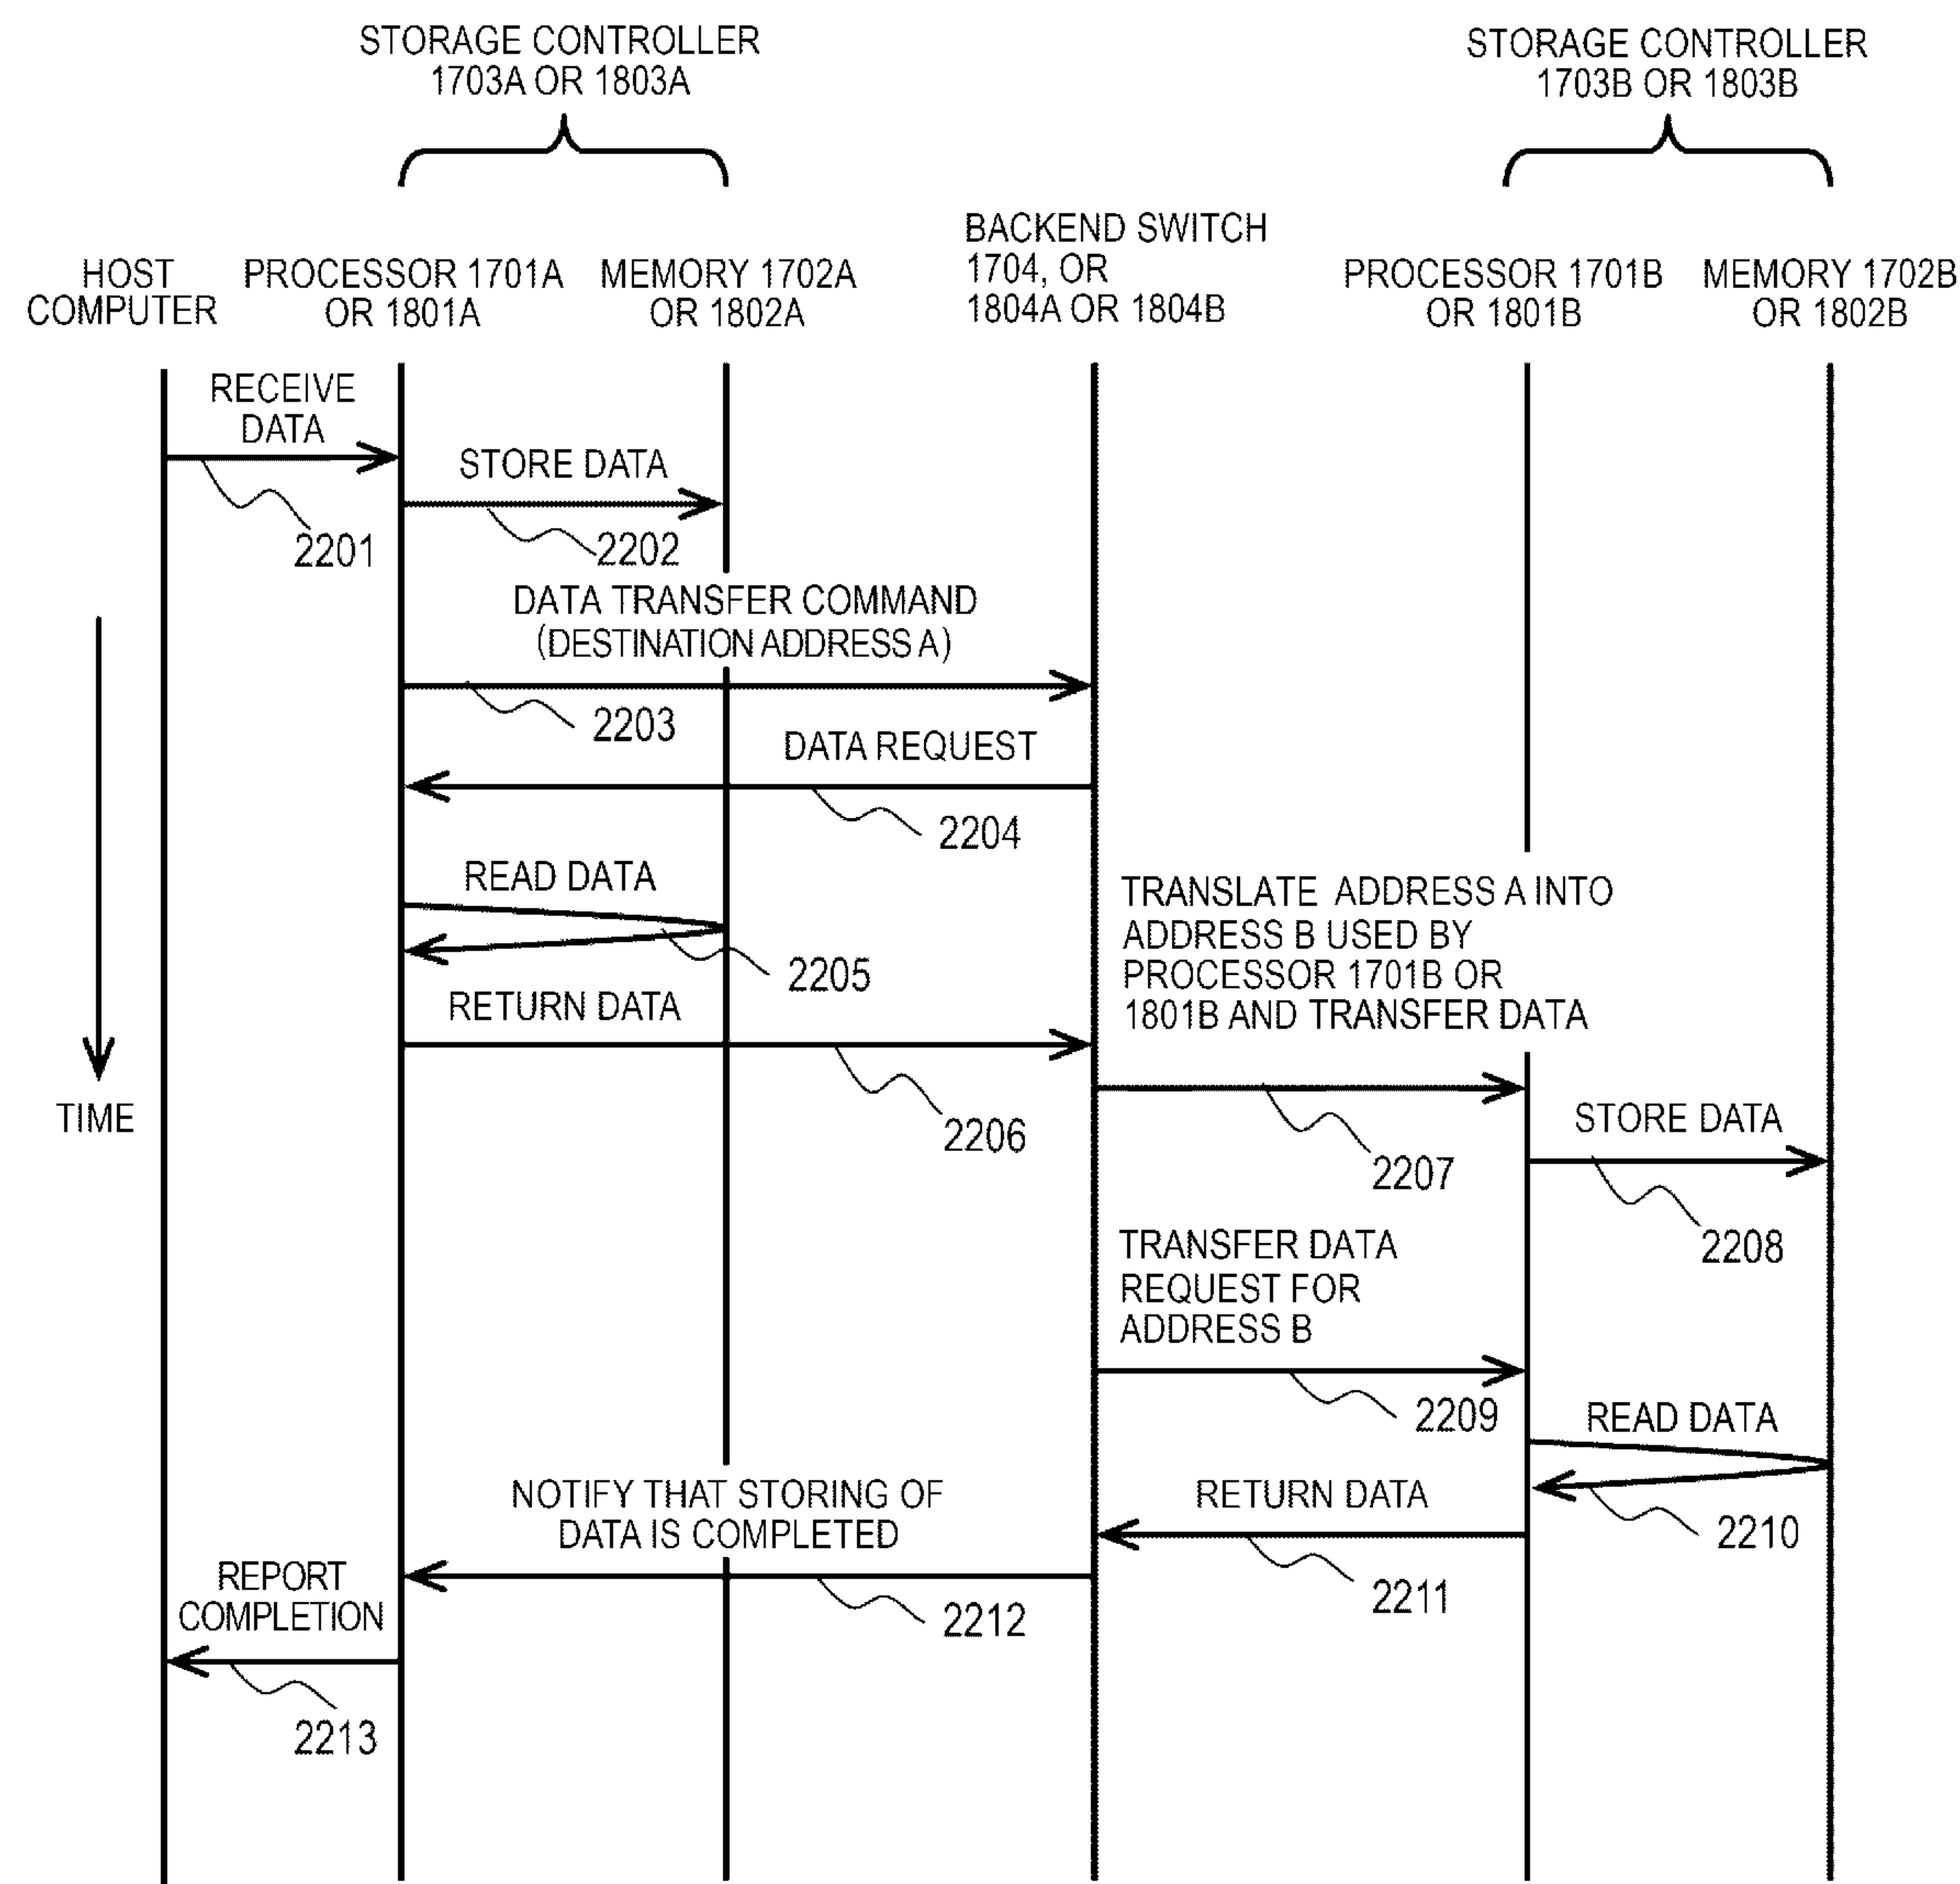 STORAGE CONTROLLER
1703A OR 1803A
STORAGE CONTROLLER
1703B OR 1803B
HOST
COMPUTER
PROCESSOR 1701A
OR 1801A
MEMORY 1702A
OR 1802A
BACKEND SWITCH
1704, OR
1804A OR 1804B
PROCESSOR 1701B
OR 1801B
MEMORY 1702B
OR 1802B
RECEIVE
DATA
2201
STORE DATA
2202
DATA TRANSFER COMMAND
(DESTINATION ADDRESS A)
2203
DATA REQUEST
2204
READ DATA
2205
TIME
RETURN DATA
2206
TRANSLATE ADDRESS A INTO
ADDRESS B USED BY
PROCESSOR 1701B OR
1801B AND TRANSFER DATA
2207
STORE DATA
2208
TRANSFER DATA
REQUEST FOR
ADDRESS B
2209
READ DATA
2210
RETURN DATA
2211
NOTIFY THAT STORING OF
DATA IS COMPLETED
2212
REPORT
COMPLETION
2213